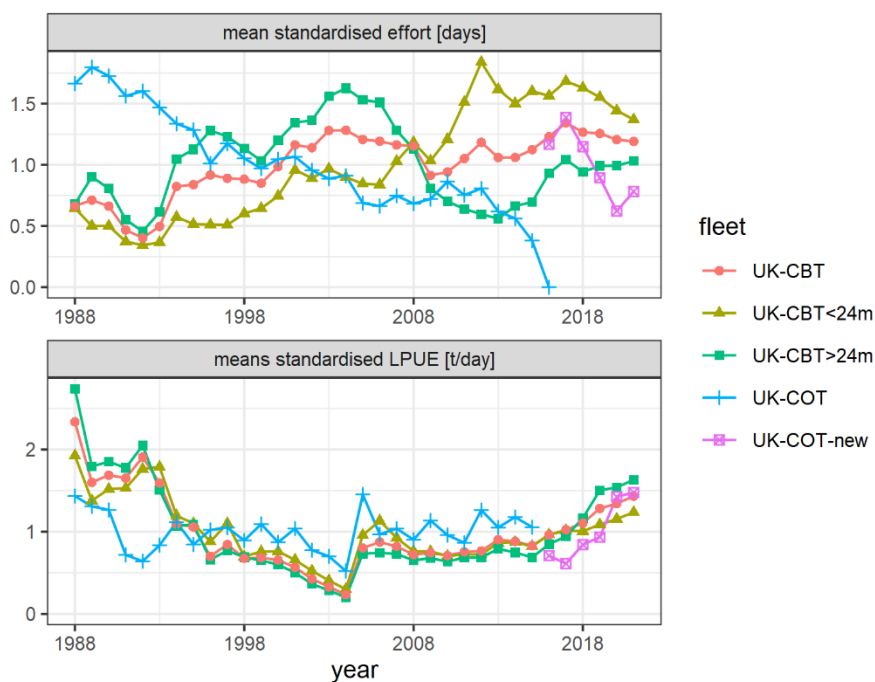 mean standardised effort [days]
1.5
1.0
0.5
0.0
1988 1998 2008 2018
means standardised LPUE [t/day]
2
1
0
1988 1998 2008 2018
year
fleet
UK-CBT
UK-CBT<24m
UK-CBT>24m
UK-COT
UK-COT-new